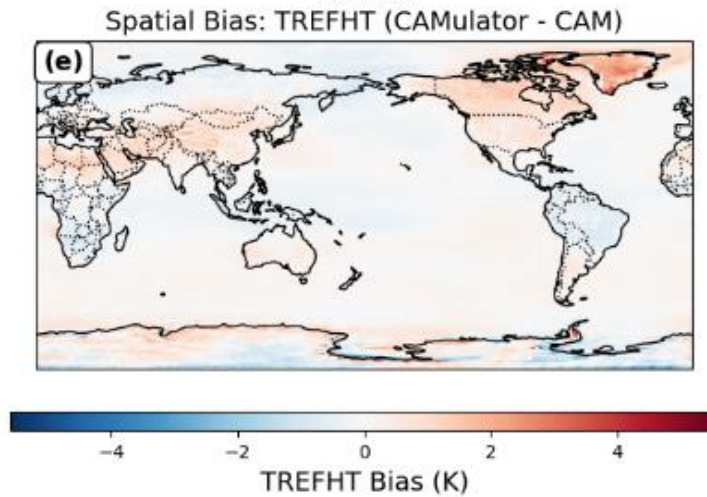 Spatial Bias: TREFHT (CAMulator - CAM)
(e)
−4 −2 0 2 4
TREFHT Bias (K)